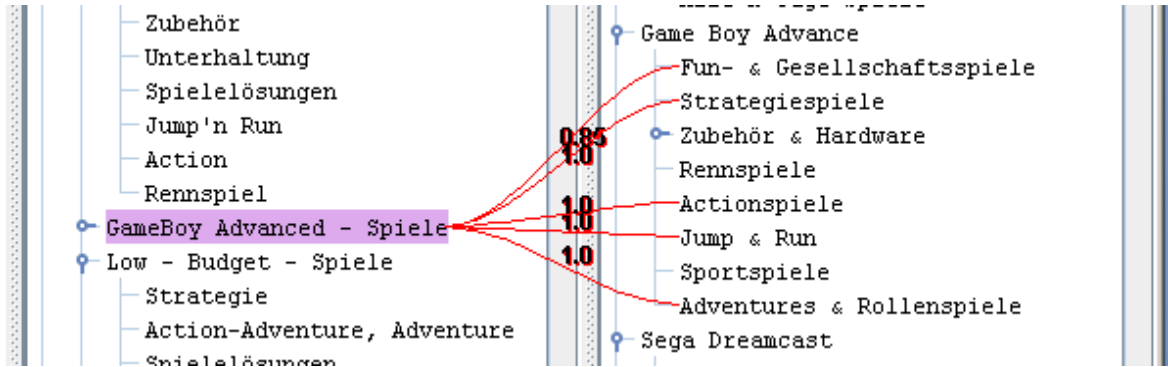 Zubehör
Unterhaltung
Spielelösungen
Jump'n Run
Action
Rennspiel
GameBoy Advanced - Spiele
Low - Budget - Spiele
Strategie
Action-Adventure, Adventure
Spielelösungen
0.85
1.0
1.0
1.0
1.0
Game Boy Advance
Fun- & Gesellschaftsspiele
Strategiespiele
Zubehör & Hardware
Rennspiele
Actionspiele
Jump & Run
Sportspiele
Adventures & Rollenspiele
Sega Dreamcast